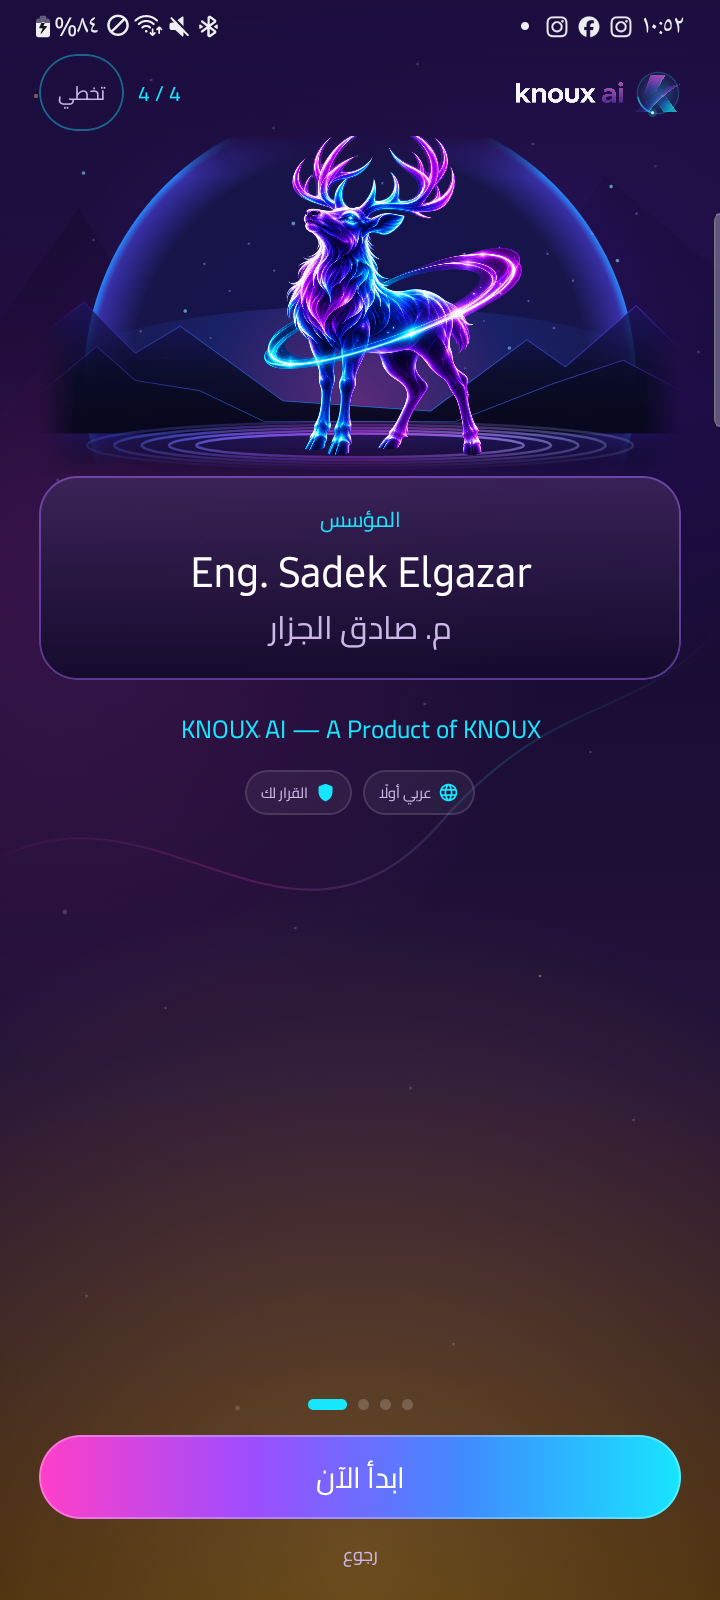 ١٠:٥٢
%٨٤
knoux ai
4 / 4
تخطي
المؤسس
Eng. Sadek Elgazar
م. صادق الجزار
KNOUX AI — A Product of KNOUX
عربي أولًا
القرار لك
ابدأ الآن
رجوع